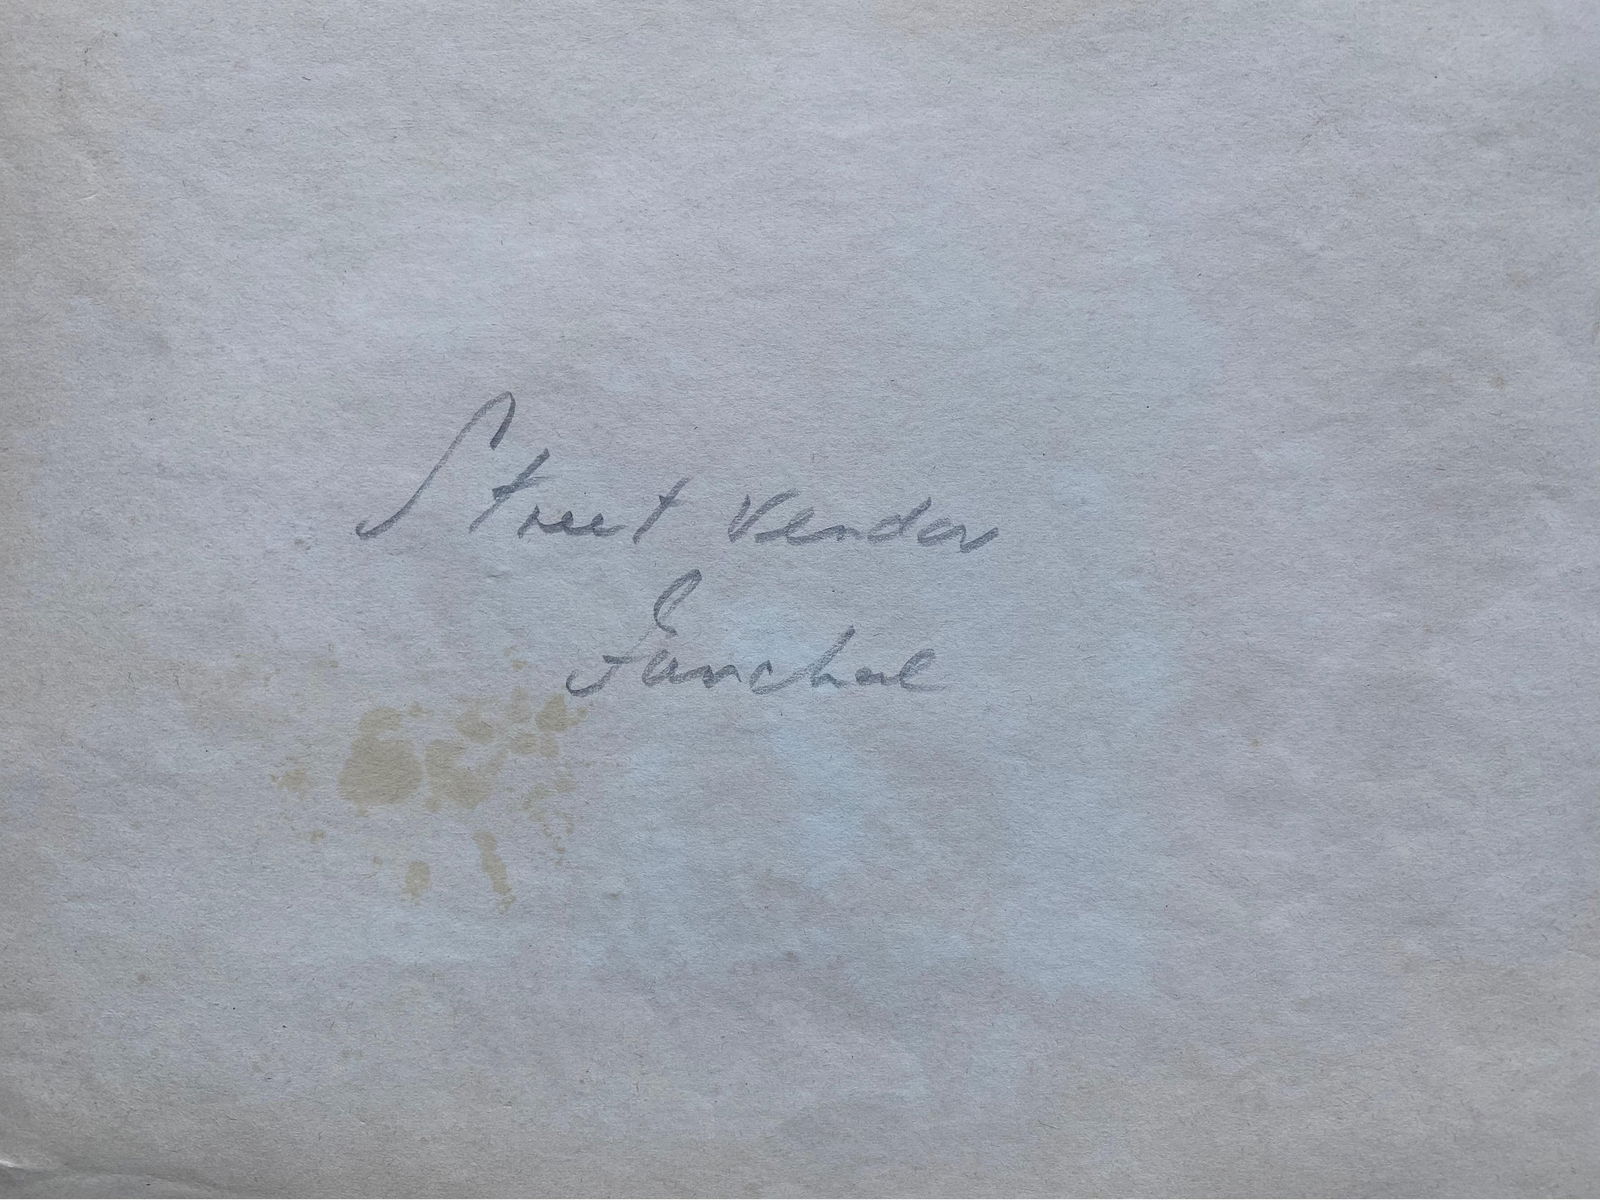 Street vendor
Funchal